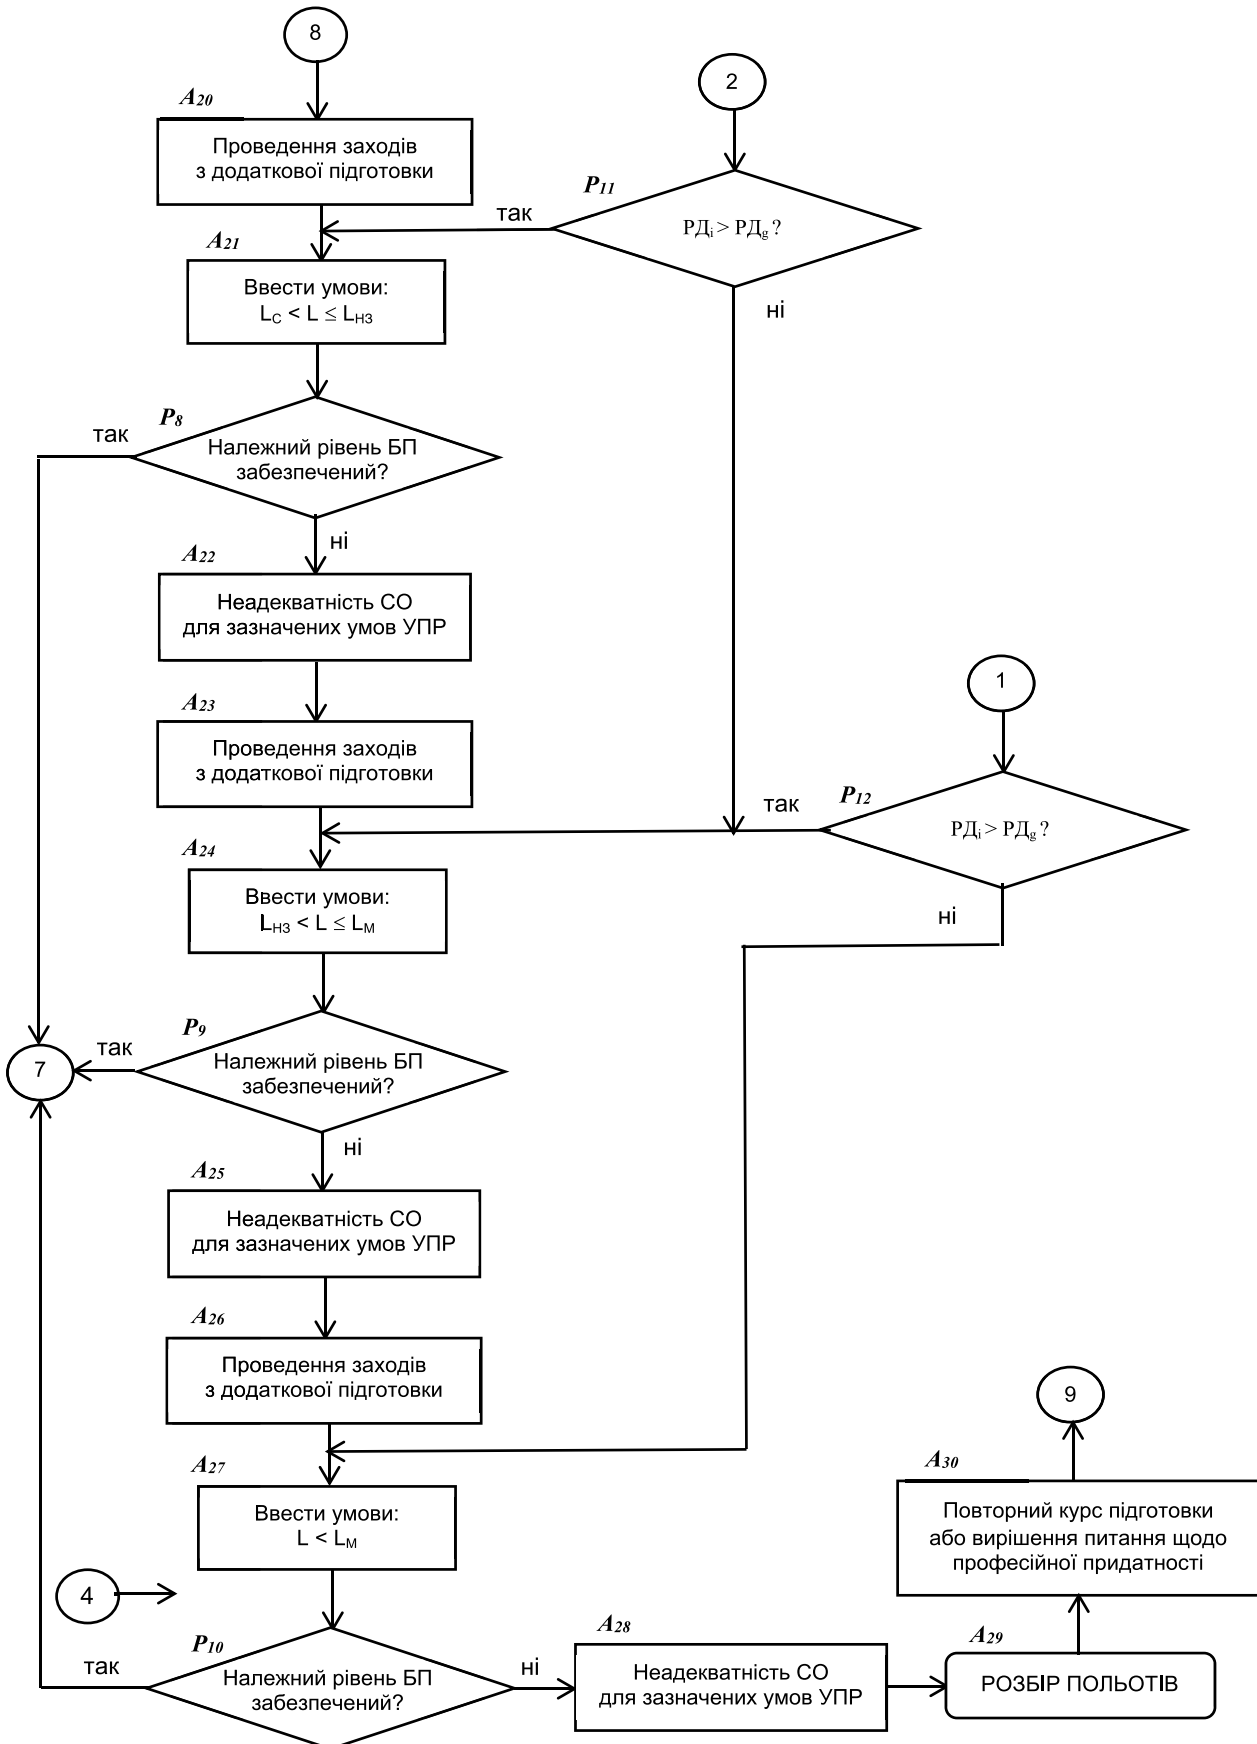 8
2
A20
Проведення заходів
з додаткової підготовки
P11
РДi > РДg ?
так
ні
A21
Ввести умови:
LС < L ≤ LНЗ
P8
так
Належний рівень БП
забезпечений?
ні
A22
Неадекватність СО
для зазначених умов УПР
1
A23
Проведення заходів
з додаткової підготовки
P12
так
РДi > РДg ?
ні
A24
Ввести умови:
LНЗ < L ≤ LМ
P9
7
так
Належний рівень БП
забезпечений?
ні
A25
Неадекватність СО
для зазначених умов УПР
A26
Проведення заходів
з додаткової підготовки
9
A27
Ввести умови:
L < LМ
A30
Повторний курс підготовки
або вирішення питання щодо
професійної придатності
4
P10
так
Належний рівень БП
забезпечений?
ні
A28
Неадекватність СО
для зазначених умов УПР
A29
РОЗБІР ПОЛЬОТІВ